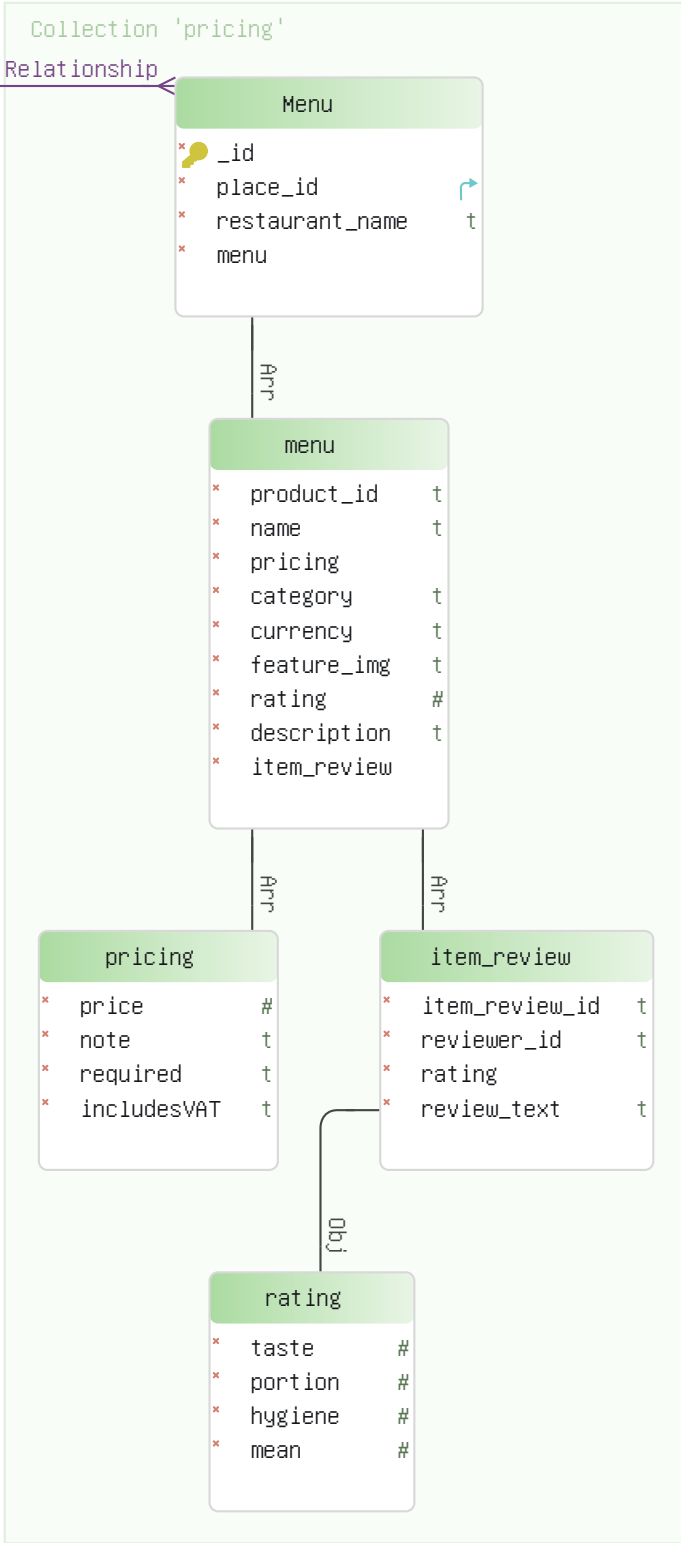 Collection 'pricing'
Relationship
Menu
* _id
* place_id
* restaurant_name t
* menu
Arr
menu
* product_id t
* name t
* pricing
* category t
* currency t
* feature_img t
* rating #
* description t
* item_review
Arr
Arr
pricing
* price #
* note t
* required t
* includesVAT t
item_review
* item_review_id t
* reviewer_id t
* rating
* review_text t
Obj
rating
* taste #
* portion #
* hygiene #
* mean #